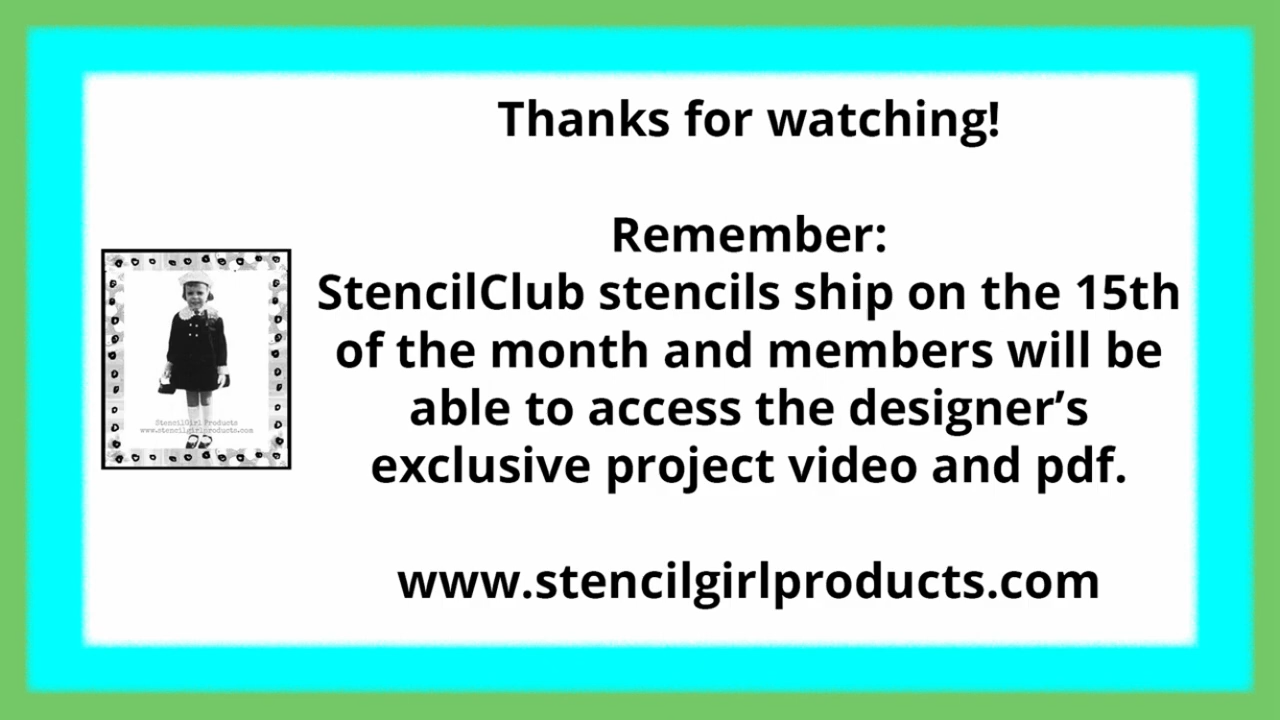 Thanks for watching!
Remember:
StencilClub stencils ship on the 15th
of the month and members will be
able to access the designer’s
exclusive project video and pdf.
www.stencilgirlproducts.com
StencilGirl Products
www.stencilgirlproducts.com